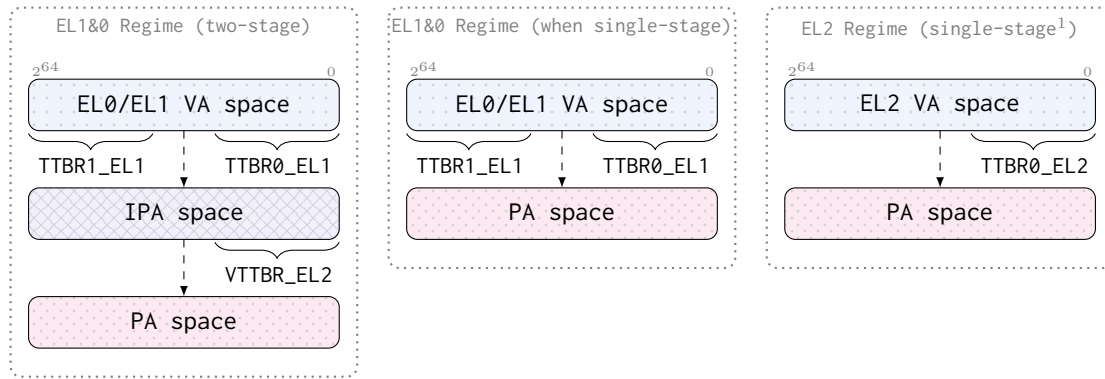 EL1&0 Regime (two-stage)
2^64 0
EL0/EL1 VA space
TTBR1_EL1 TTBR0_EL1
IPA space
VTTBR_EL2
PA space
EL1&0 Regime (when single-stage)
2^64 0
EL0/EL1 VA space
TTBR1_EL1 TTBR0_EL1
PA space
EL2 Regime (single-stage¹)
2^64 0
EL2 VA space
TTBR0_EL2
PA space